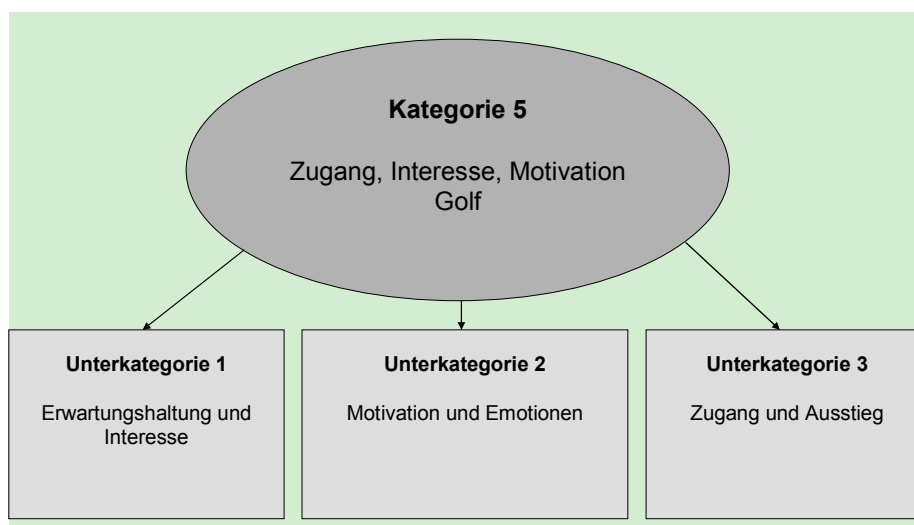 Kategorie 5
Zugang, Interesse, Motivation
Golf
Unterkategorie 1
Erwartungshaltung und
Interesse
Unterkategorie 2
Motivation und Emotionen
Unterkategorie 3
Zugang und Ausstieg